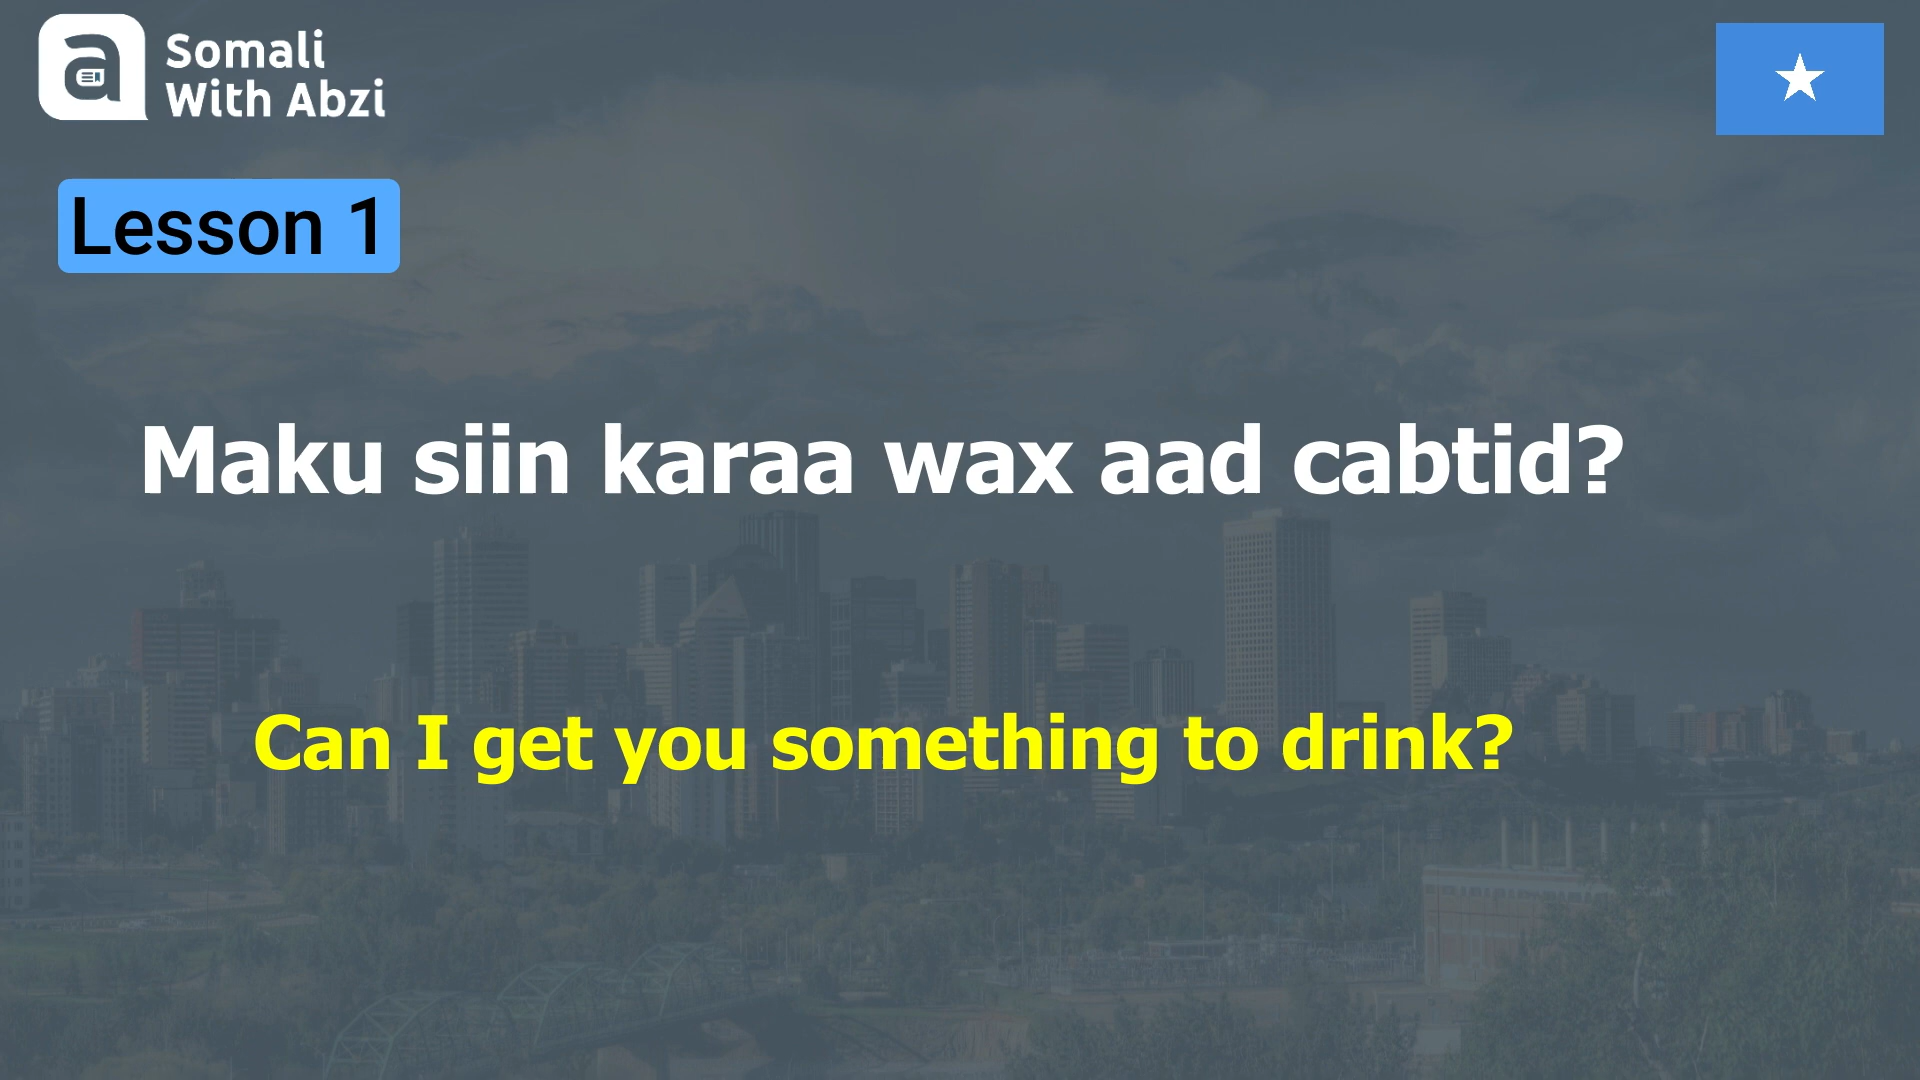 Somali
With Abzi
Lesson 1
Maku siin karaa wax aad cabtid?
Can I get you something to drink?